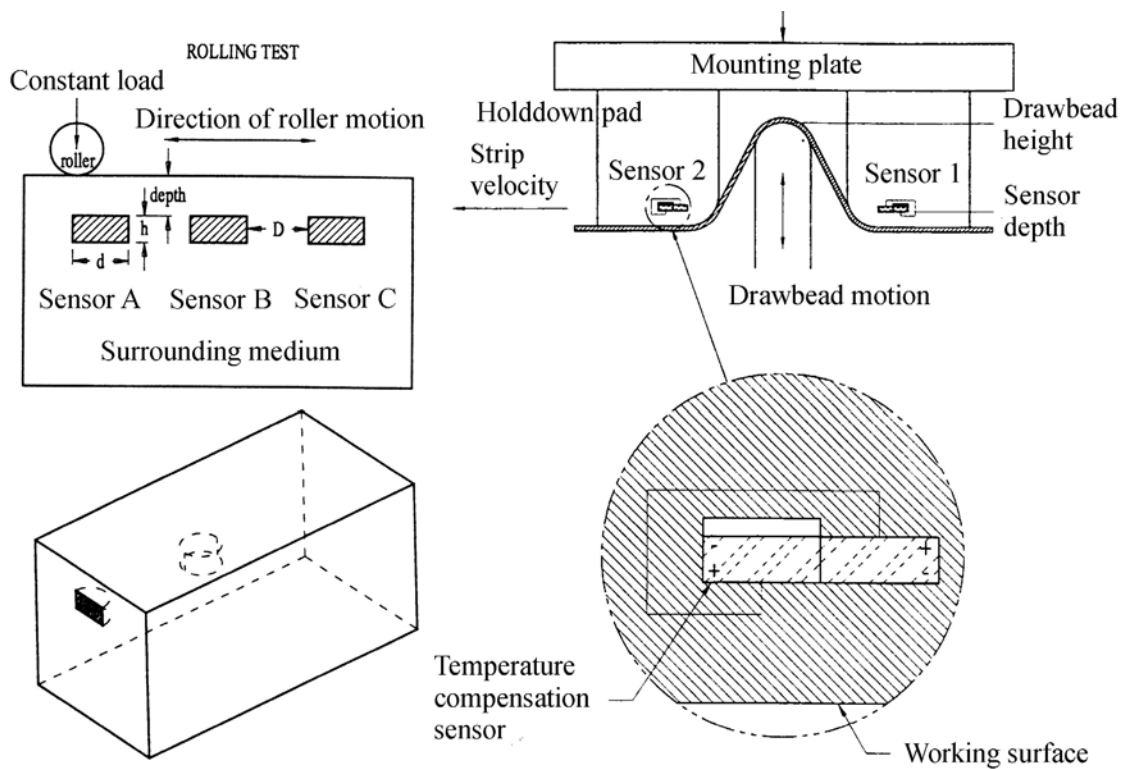 ROLLING TEST
Constant load
Direction of roller motion
roller
depth
h
D
d
Sensor A
Sensor B
Sensor C
Surrounding medium
Mounting plate
Holddown pad
Drawbead
height
Strip
velocity
Sensor 2
Sensor 1
Sensor
depth
Drawbead motion
- +
+ -
Temperature
compensation
sensor
Working surface